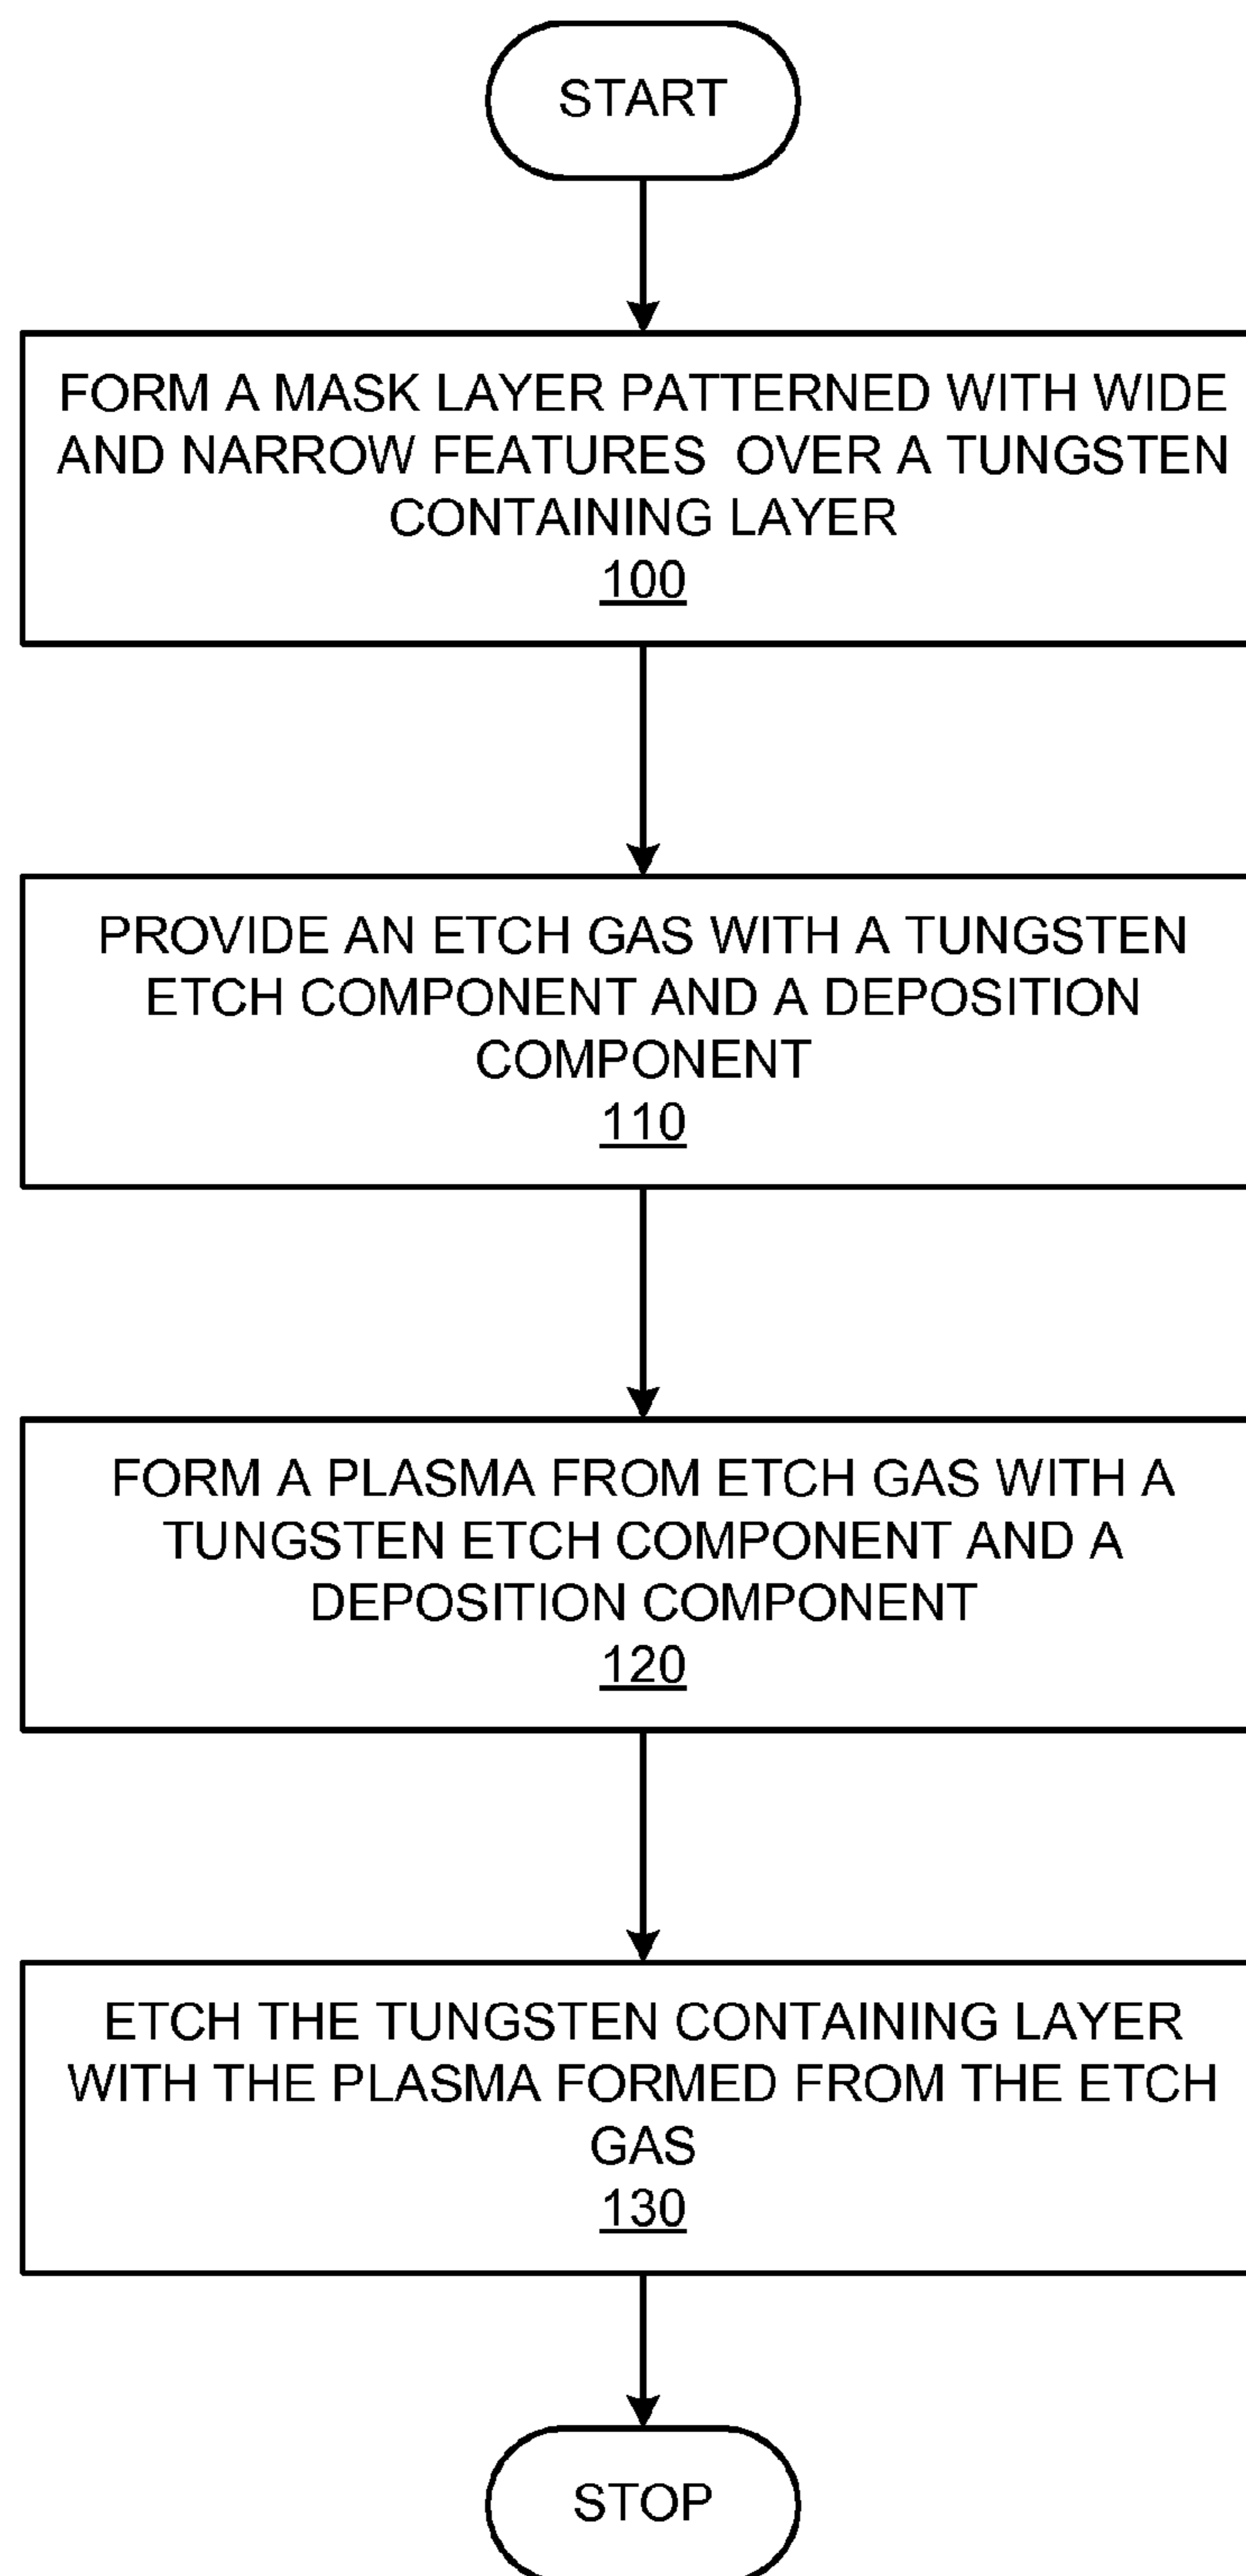 START
FORM A MASK LAYER PATTERNED WITH WIDE
AND NARROW FEATURES OVER A TUNGSTEN
CONTAINING LAYER
100
PROVIDE AN ETCH GAS WITH A TUNGSTEN
ETCH COMPONENT AND A DEPOSITION
COMPONENT
110
FORM A PLASMA FROM ETCH GAS WITH A
TUNGSTEN ETCH COMPONENT AND A
DEPOSITION COMPONENT
120
ETCH THE TUNGSTEN CONTAINING LAYER
WITH THE PLASMA FORMED FROM THE ETCH
GAS
130
STOP